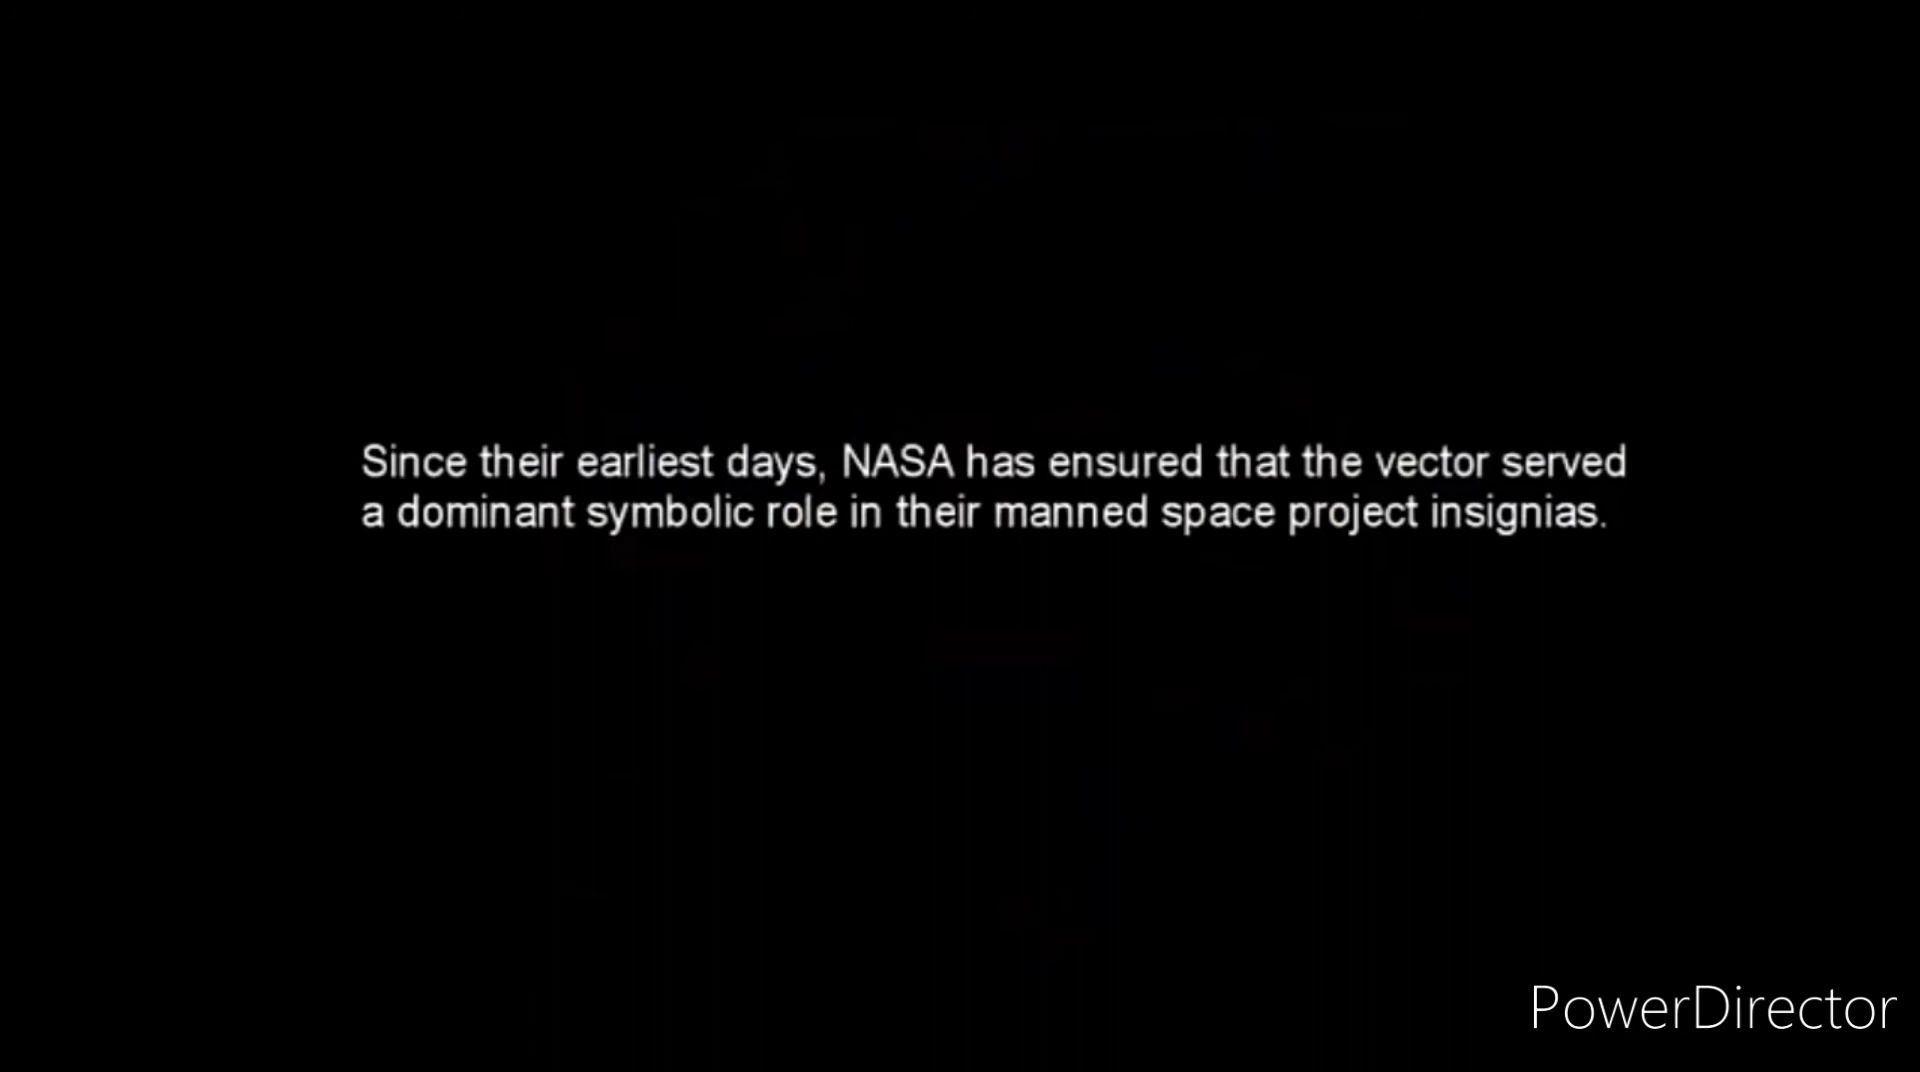 Since their earliest days, NASA has ensured that the vector served
a dominant symbolic role in their manned space project insignias.
PowerDirector